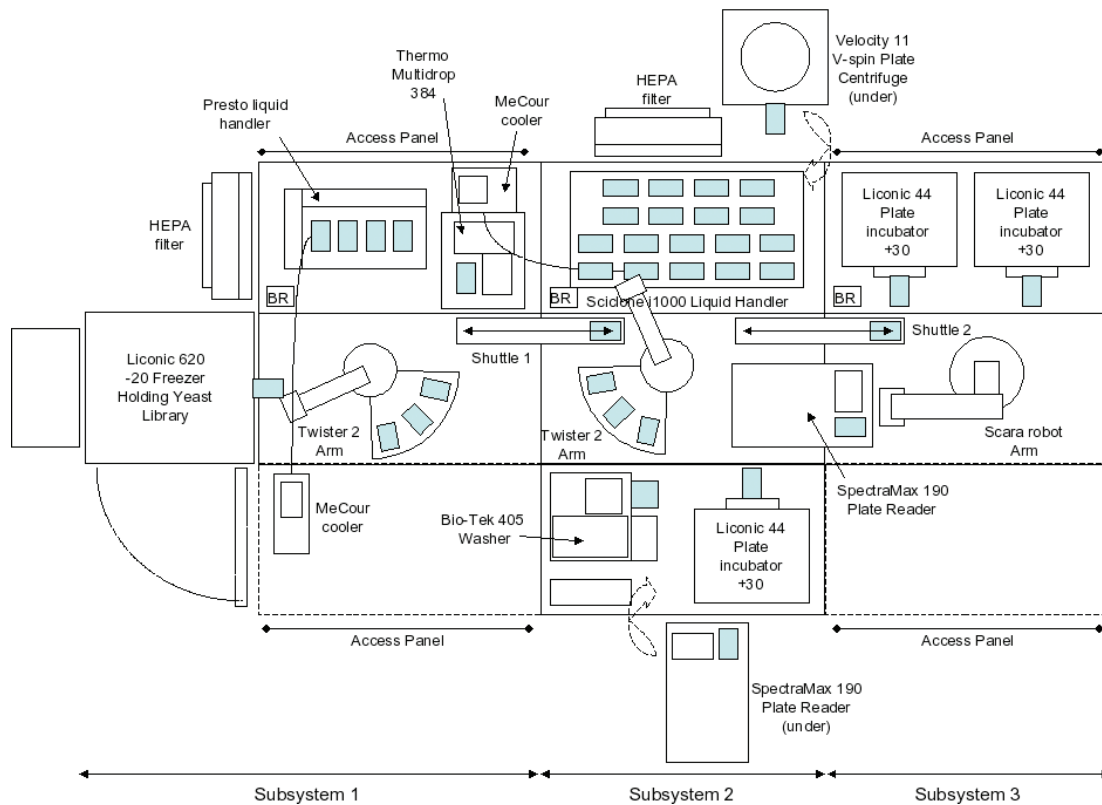 Velocity 11
V-spin Plate
Centrifuge
(under)
Thermo
Multidrop
384
HEPA
filter
MeCour
cooler
Presto liquid
handler
Access Panel
Access Panel
HEPA
filter
Liconic 44
Plate
incubator
+30
Liconic 44
Plate
incubator
+30
BR
BR
Sciclone i1000 Liquid Handler
BR
Shuttle 1
Shuttle 2
Liconic 620
-20 Freezer
Holding Yeast
Library
Twister 2
Arm
Twister 2
Arm
Scara robot
Arm
SpectraMax 190
Plate Reader
MeCour
cooler
Bio-Tek 405
Washer
Liconic 44
Plate
incubator
+30
Access Panel
Access Panel
SpectraMax 190
Plate Reader
(under)
Subsystem 1
Subsystem 2
Subsystem 3